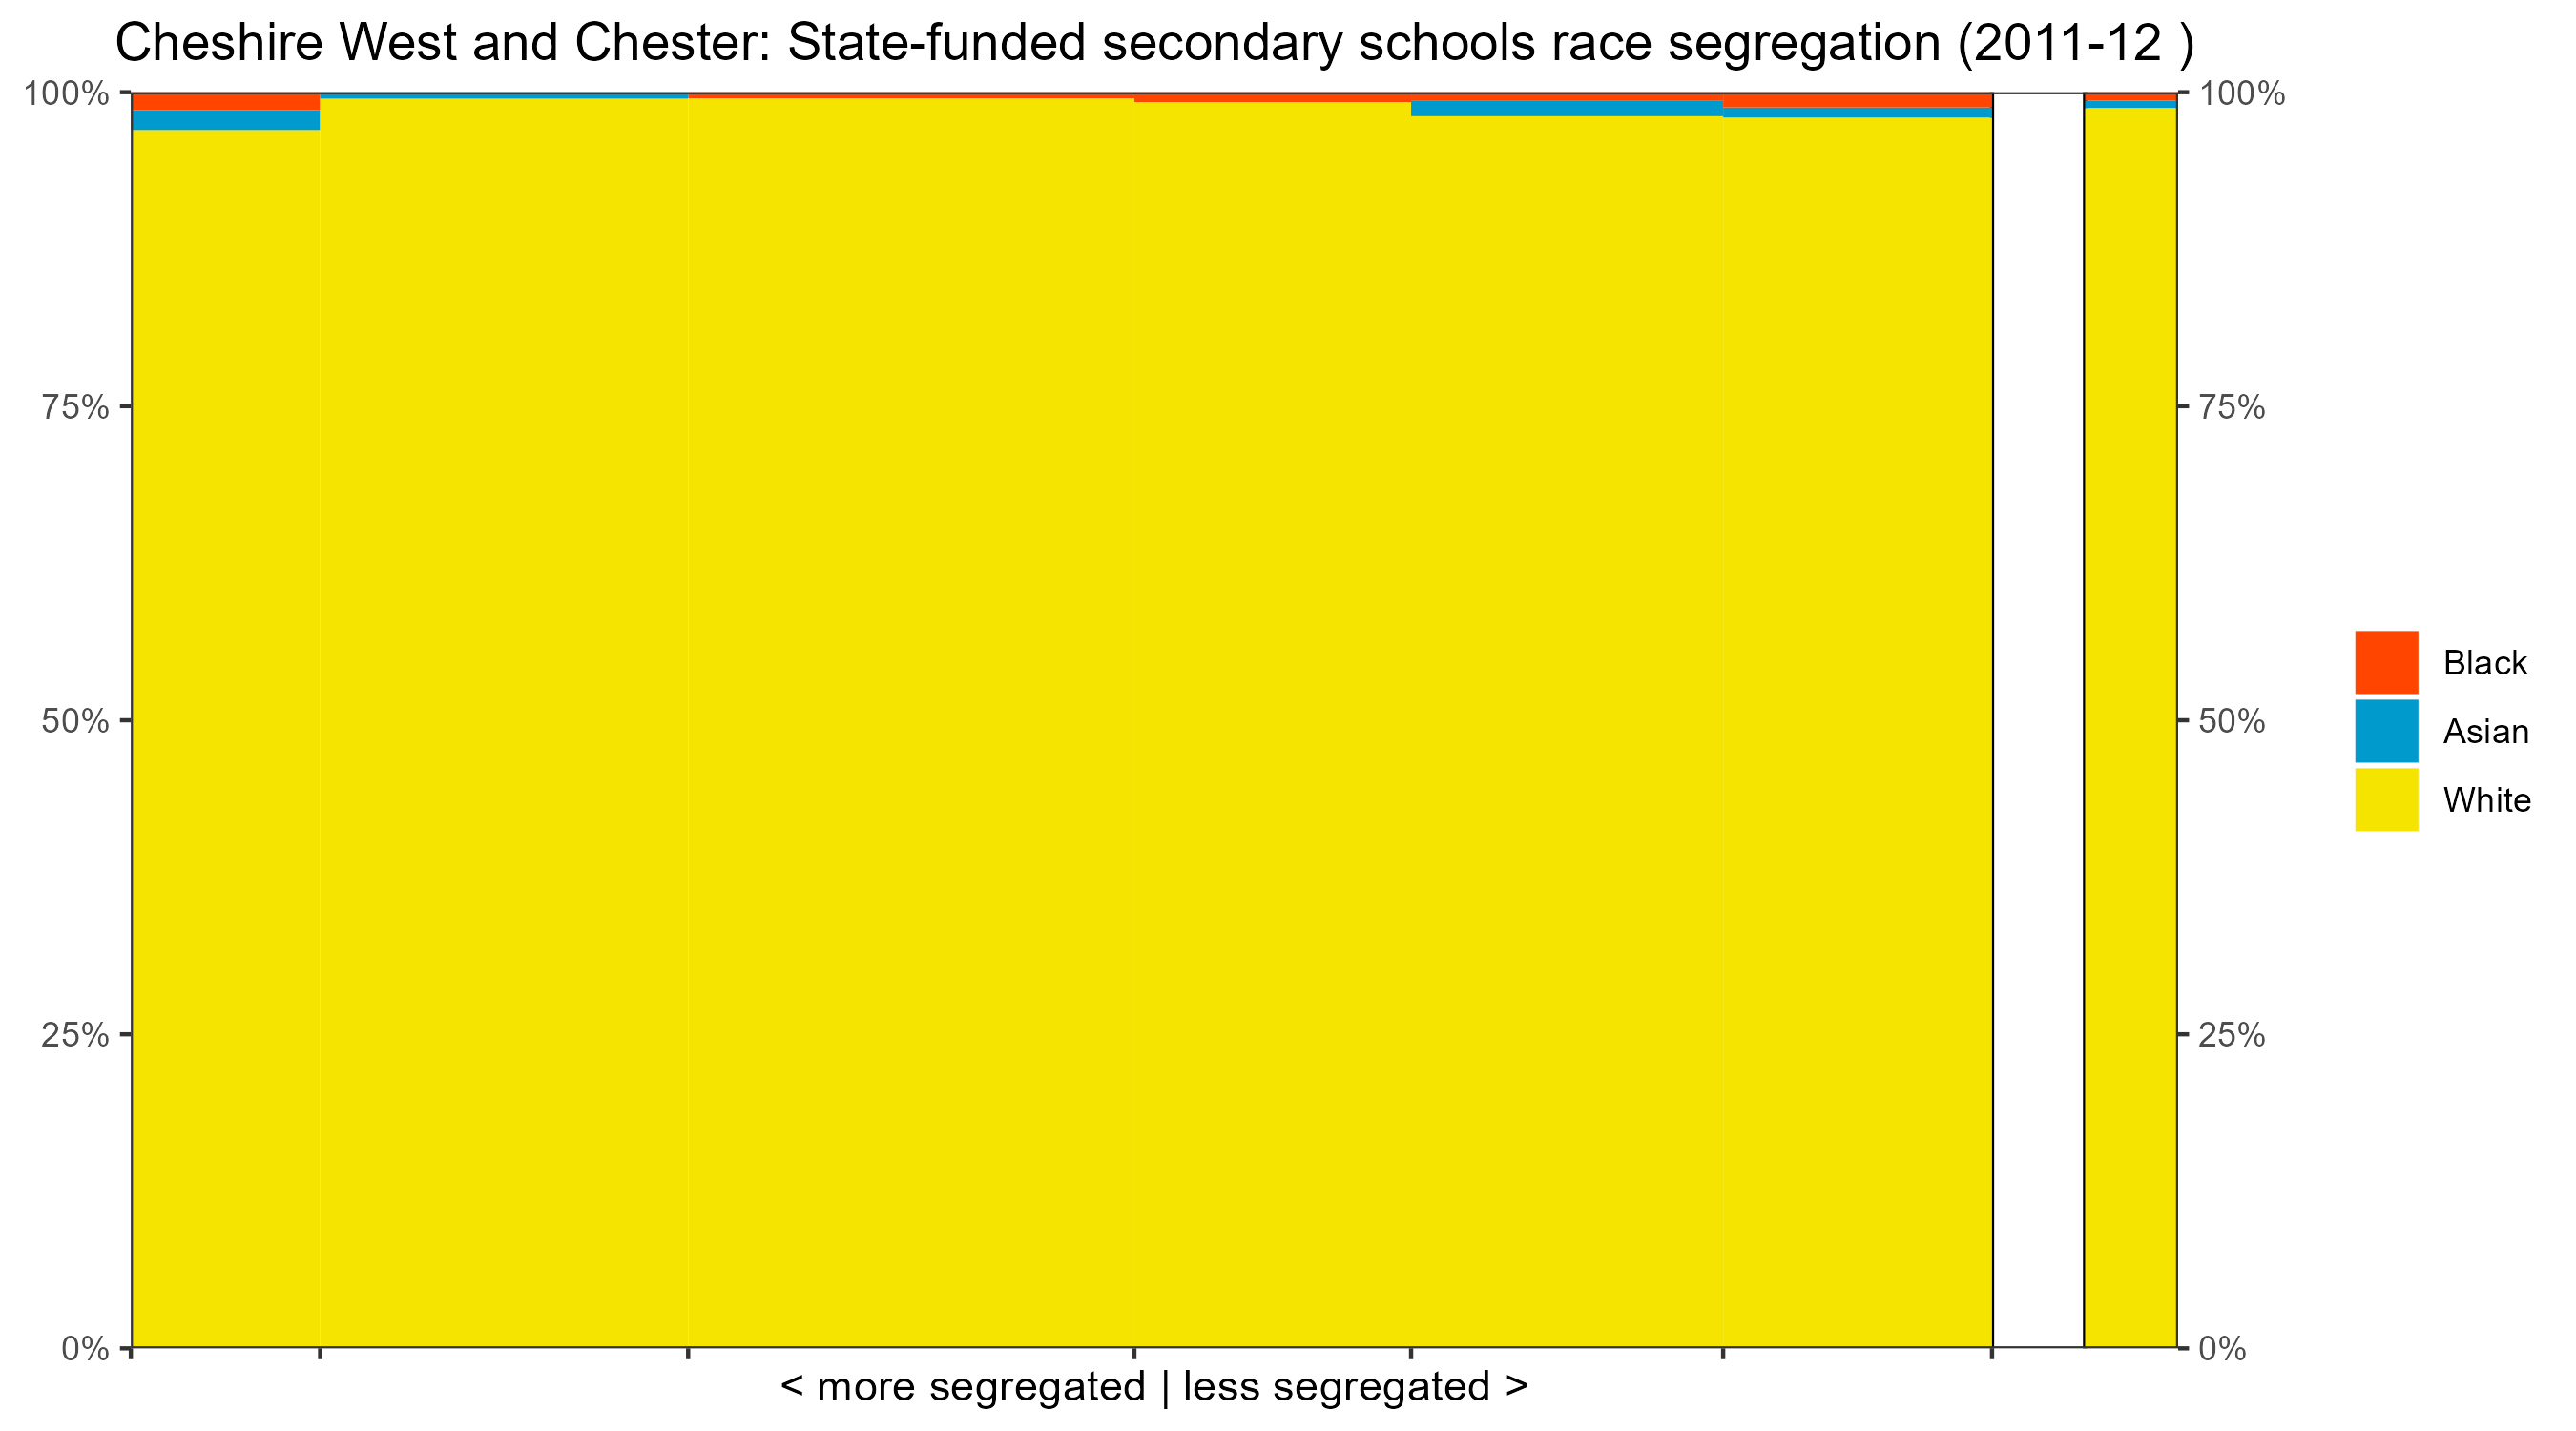 Cheshire West and Chester: State-funded secondary schools race segregation (2011-12 )
100%
75%
50%
25%
0%
100%
75%
50%
25%
0%
< more segregated | less segregated >
Black
Asian
White